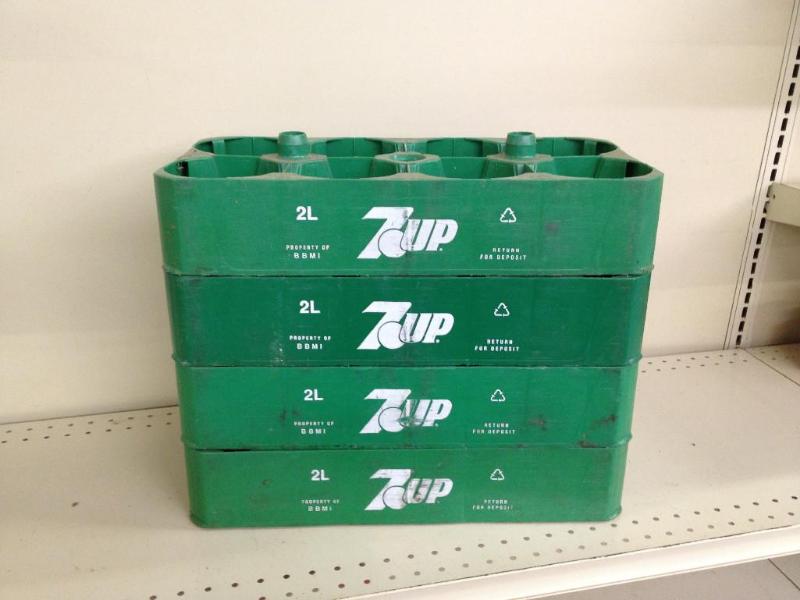 2L
7UP
PROPERTY OF
BBMI
RETURN
FOR DEPOSIT
2L
7UP
PROPERTY OF
BBMI
RETURN
FOR DEPOSIT
2L
7UP
PROPERTY OF
BBMI
RETURN
FOR DEPOSIT
2L
7UP
PROPERTY OF
BBMI
RETURN
FOR DEPOSIT